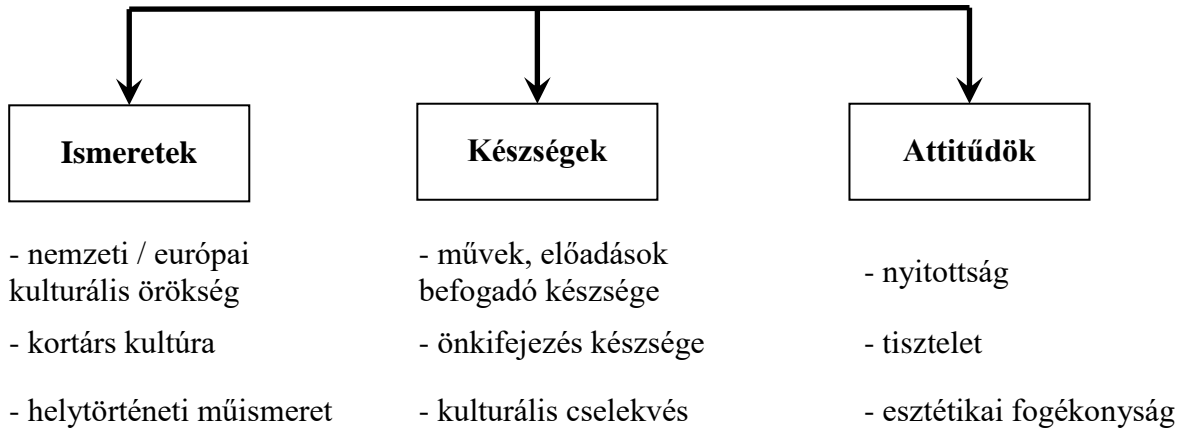 Ismeretek
- nemzeti / európai
kulturális örökség
- kortárs kultúra
- helytörténeti műismeret
Készségek
- művek, előadások
befogadó készsége
- önkifejezés készsége
- kulturális cselekvés
Attitűdök
- nyitottság
- tisztelet
- esztétikai fogékonyság